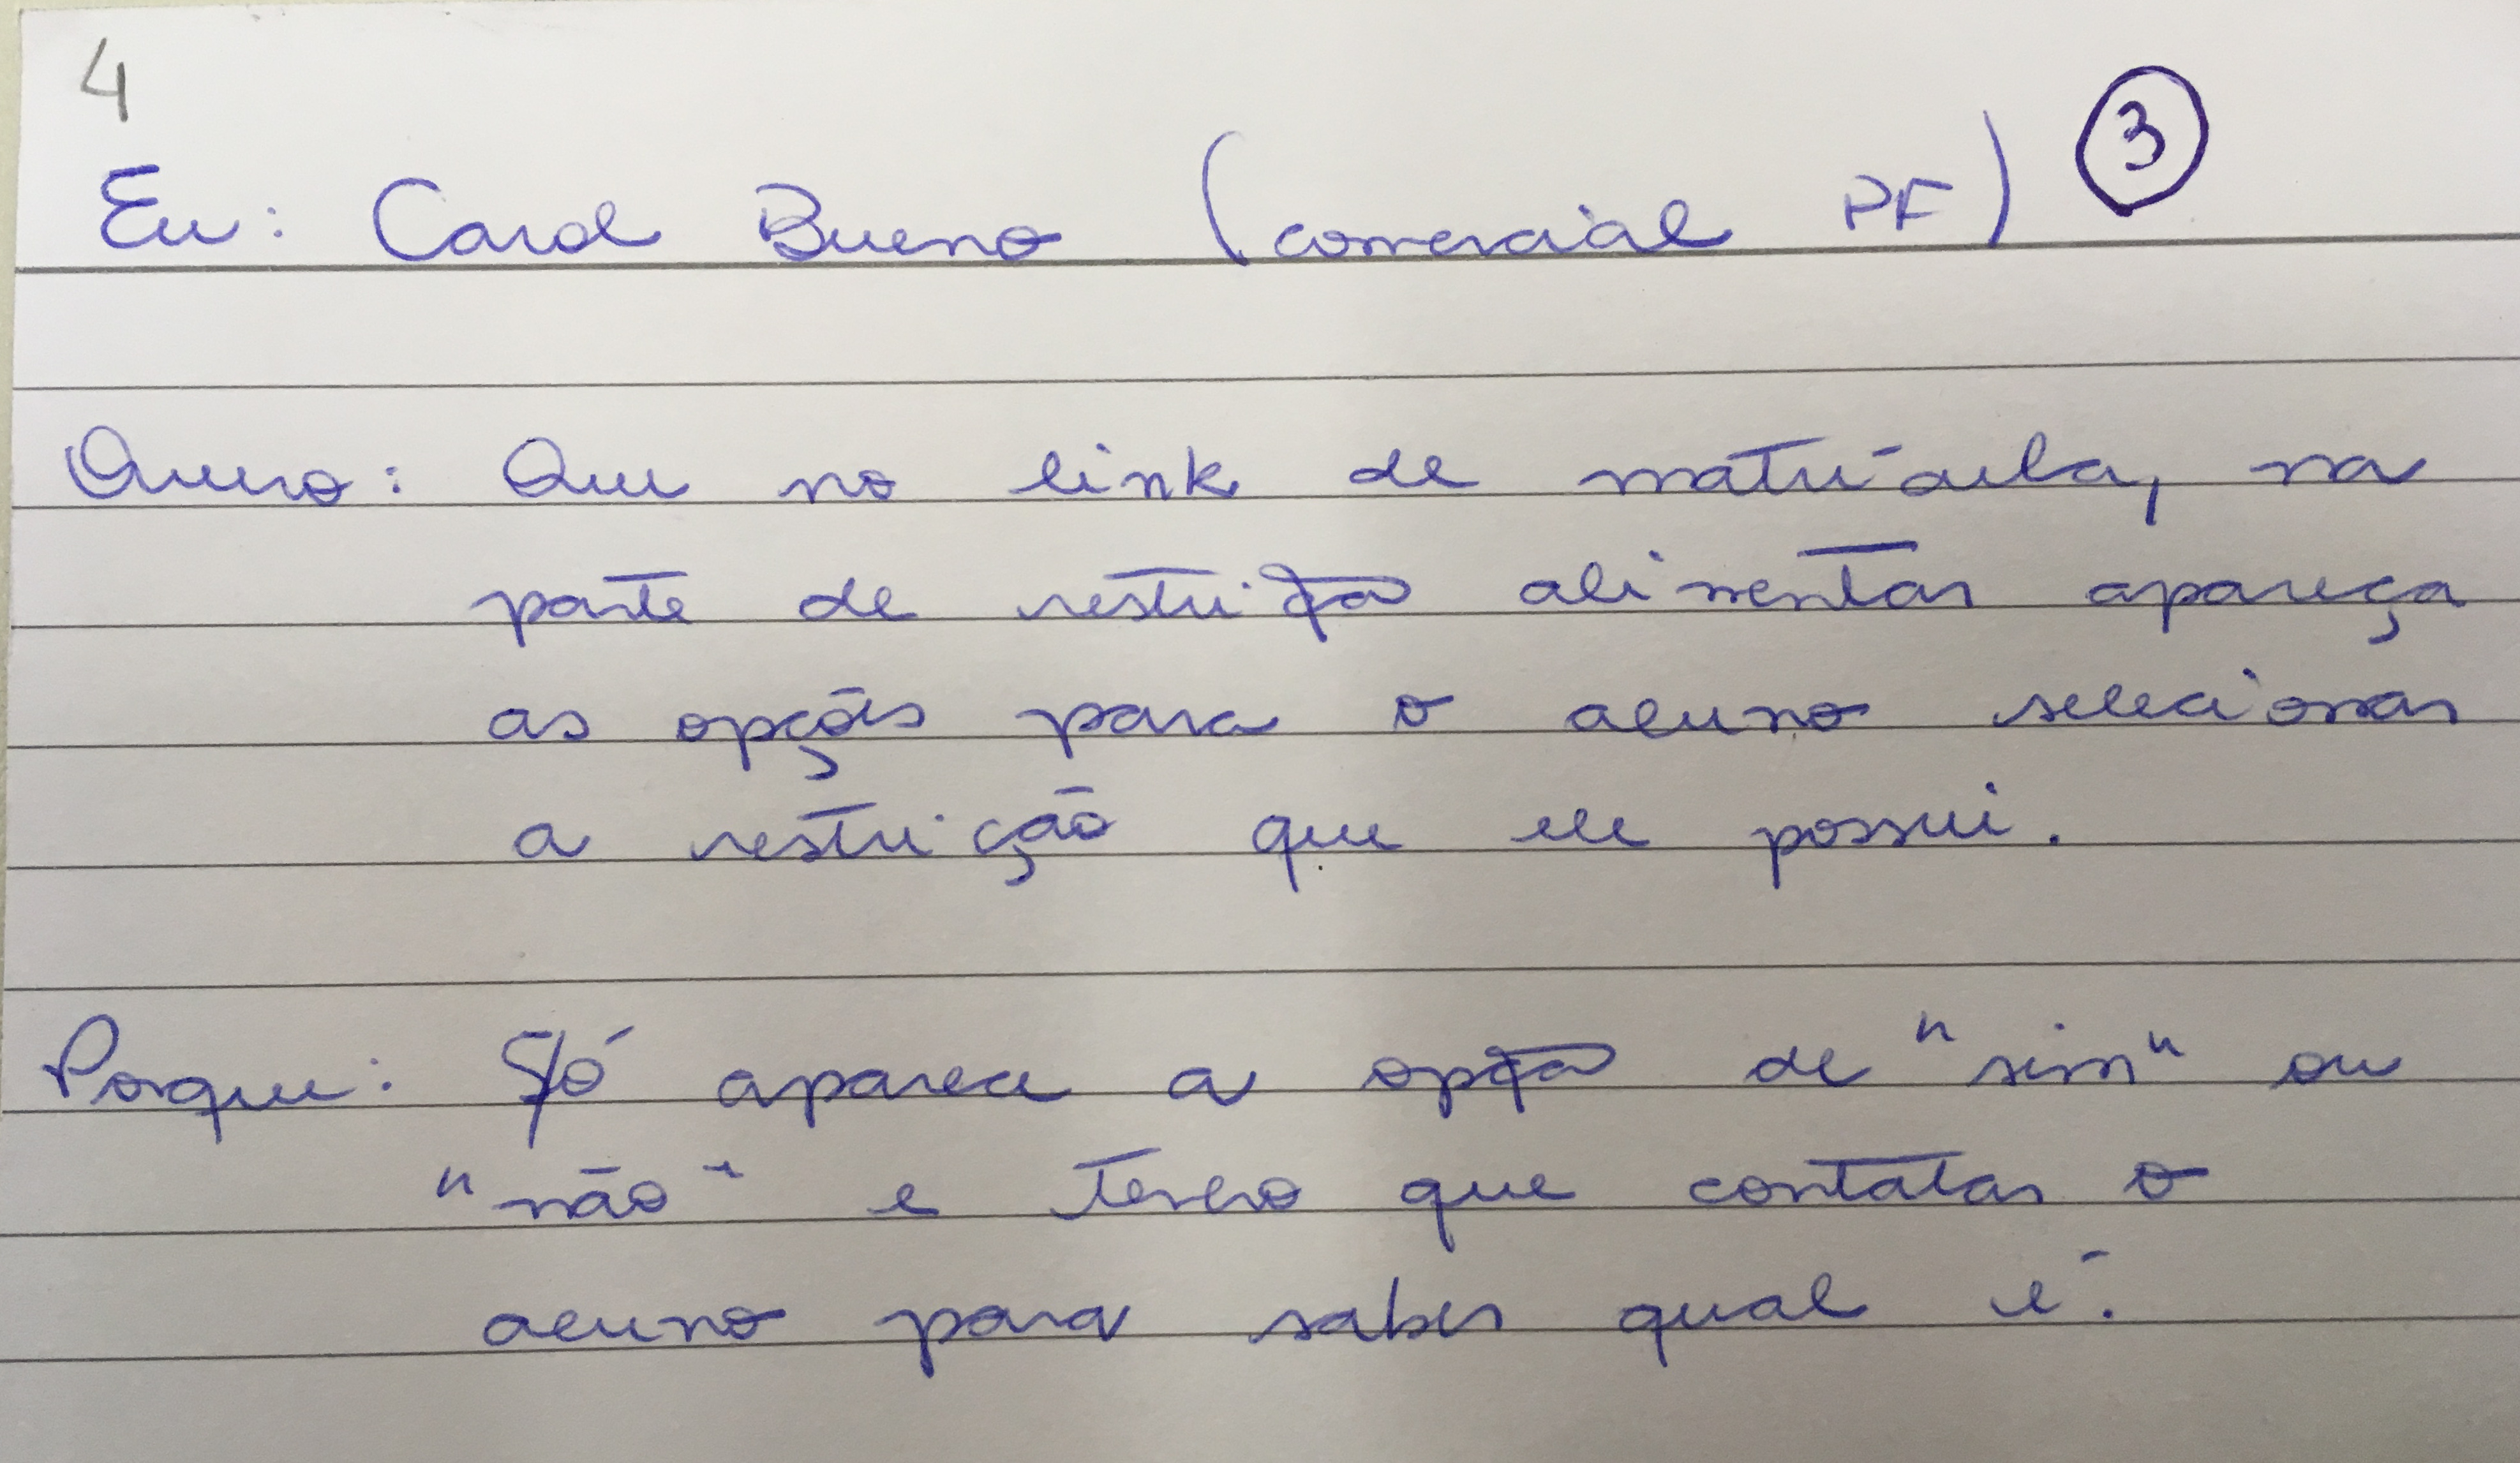 4
3
Eu: Carol Bueno (comercial PF)
Quero: Que no link de matrícula, na
parte de restrição alimentar apareça
as opções para o aluno selecionar
a restrição que ele possui.
Porque: Só aparece a opção de "sim" ou
"não" e tenho que contatar o
aluno para saber qual é.